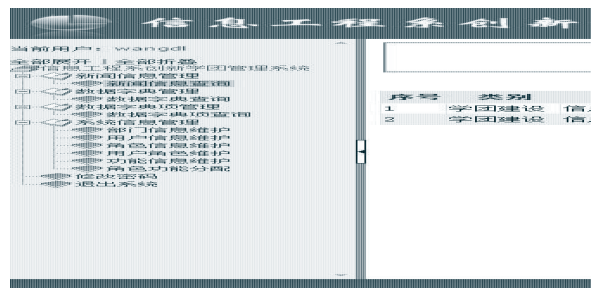 信息工程系创新
当前用户: wangdl
全部展开 | 全部折叠
信息工程系创新学团管理系统
新闻信息管理
新闻信息查询
数据字典管理
数据字典查询
数据字典项管理
数据字典项查询
系统信息管理
部门信息维护
用户信息维护
角色信息维护
用户角色维护
功能信息维护
角色功能分配
修改密码
退出系统
序号 类别
1 学团建设 信息
2 学团建设 信息